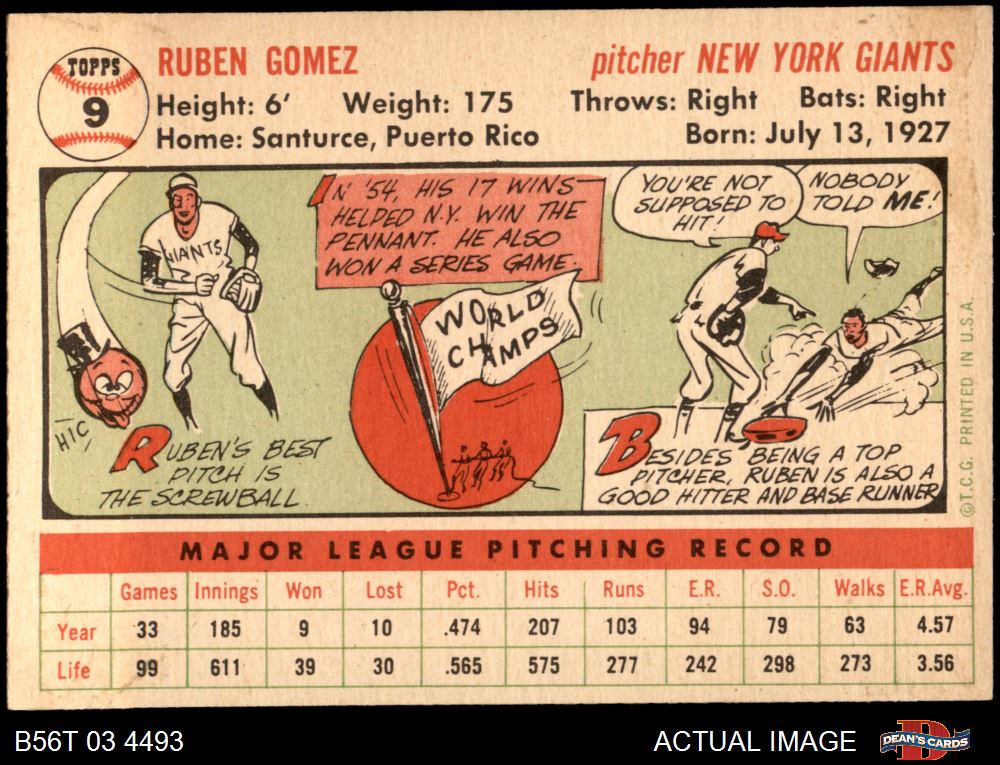 TOPPS
9
RUBEN GOMEZ
pitcher NEW YORK GIANTS
Height: 6' Weight: 175 Throws: Right Bats: Right
Home: Santurce, Puerto Rico Born: July 13, 1927
GIANTS
HIC
RUBEN'S BEST
PITCH IS
THE SCREWBALL.
IN '54, HIS 17 WINS
HELPED N.Y. WIN THE
PENNANT. HE ALSO
WON A SERIES GAME.
WORLD
CHAMPS
YOU'RE NOT
SUPPOSED TO
HIT!
NOBODY
TOLD ME!
BESIDES BEING A TOP
PITCHER, RUBEN IS ALSO A
GOOD HITTER AND BASE RUNNER
©T.C.G. PRINTED IN U.S.A.
MAJOR LEAGUE PITCHING RECORD
Games Innings Won Lost Pct. Hits Runs E.R. S.O. Walks E.R.Avg.
Year 33 185 9 10 .474 207 103 94 79 63 4.57
Life 99 611 39 30 .565 575 277 242 298 273 3.56
B56T 03 4493 ACTUAL IMAGE
DEAN'S CARDS